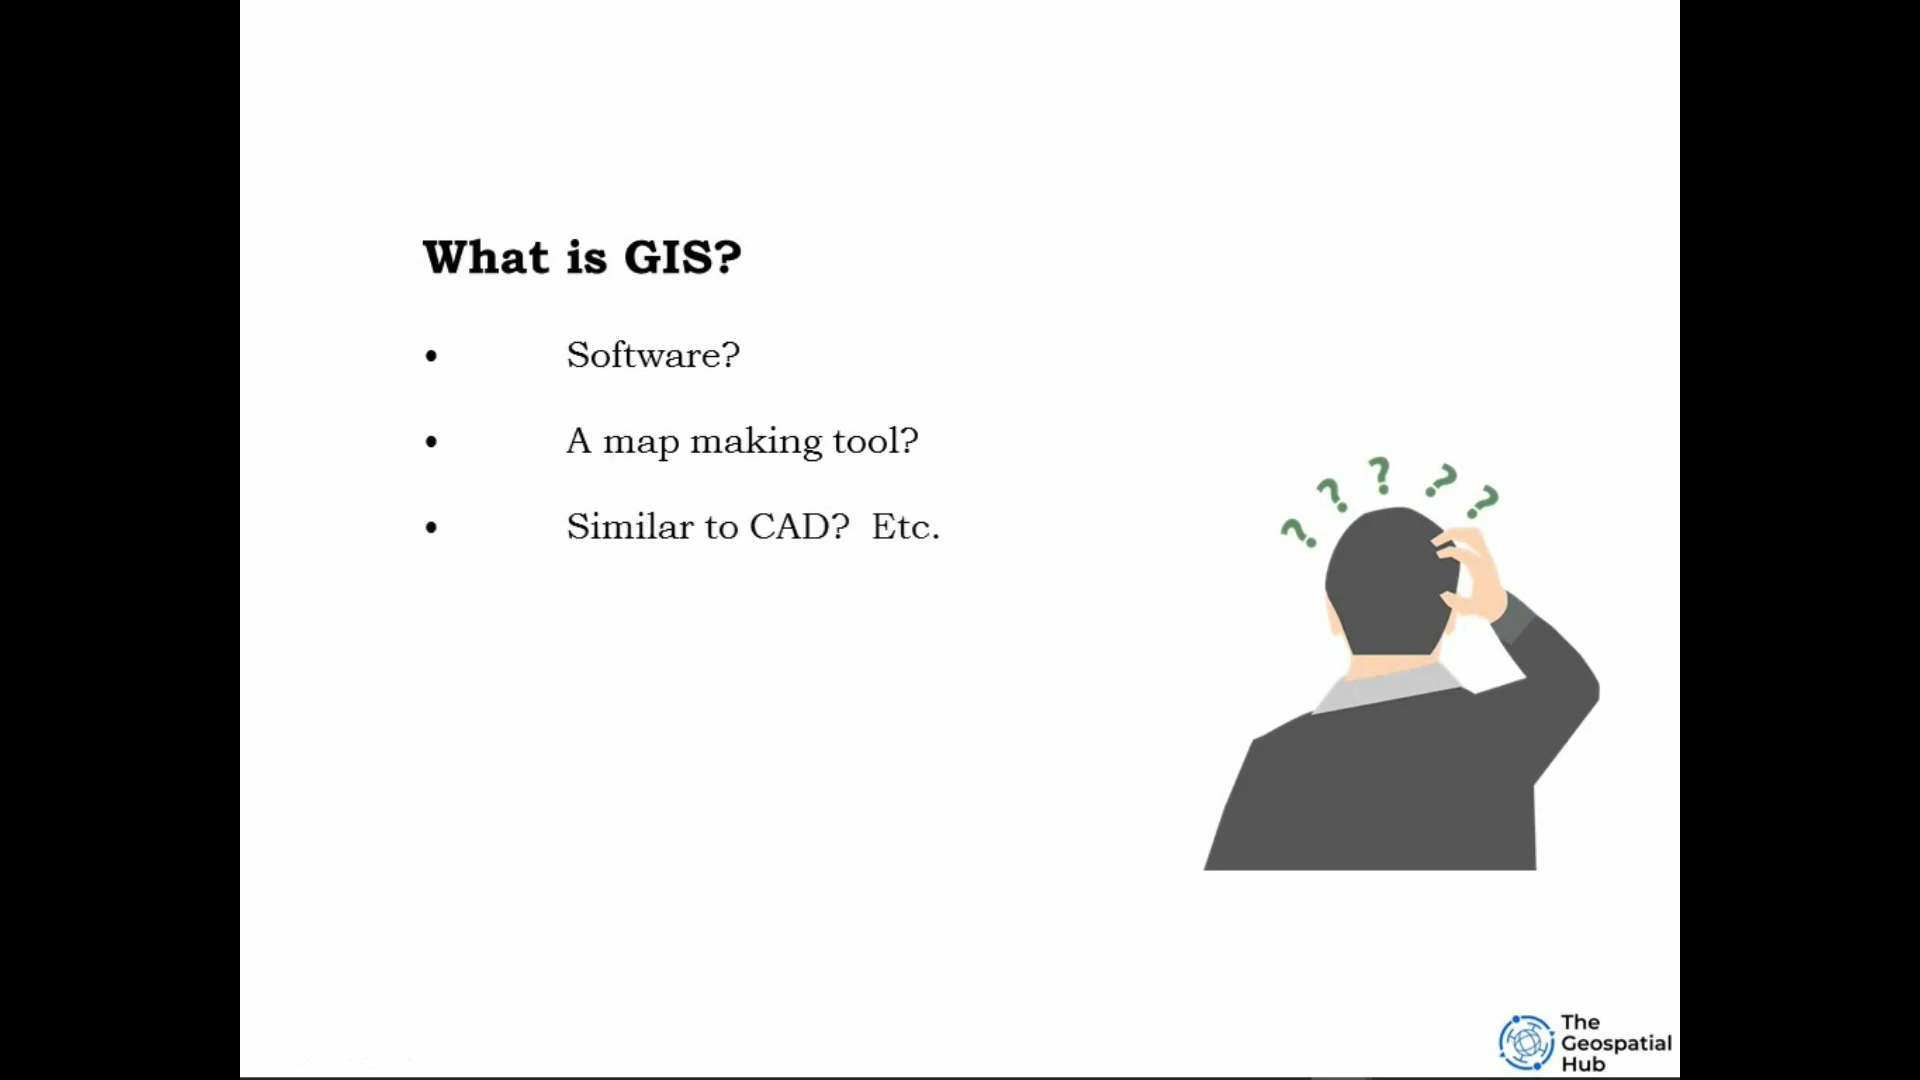 What is GIS?
• Software?
• A map making tool?
• Similar to CAD?  Etc.
? ? ? ? ?
The
Geospatial
Hub